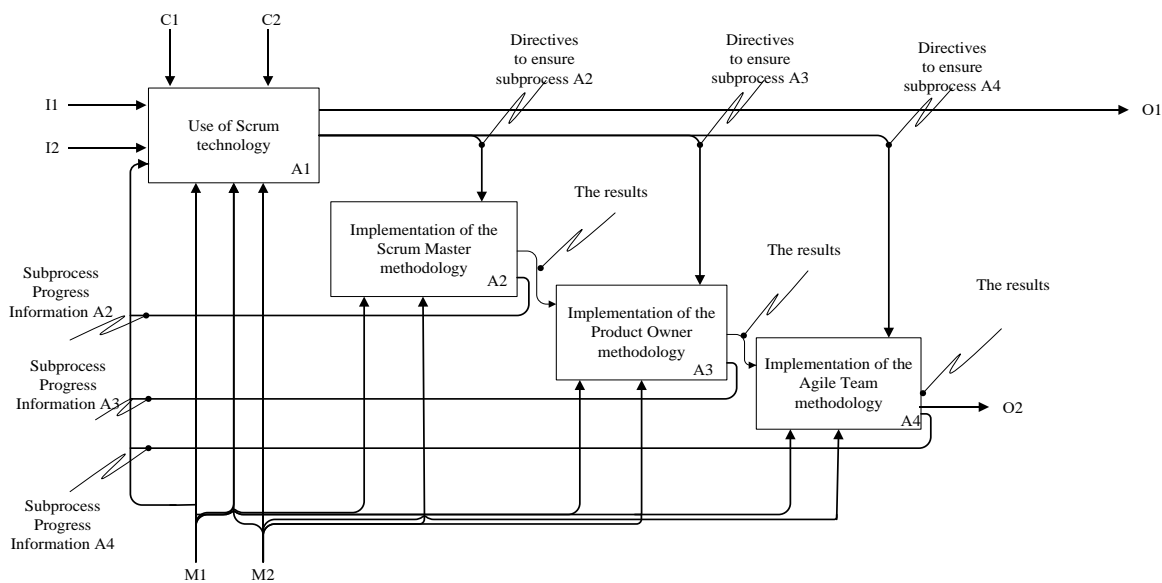 C1
C2
Directives
to ensure
subprocess A2
Directives
to ensure
subprocess A3
Directives
to ensure
subprocess A4
I1
O1
I2
Use of Scrum
technology
A1
The results
Implementation of the
Scrum Master
methodology
A2
The results
Subprocess
Progress
Information A2
The results
Implementation of the
Product Owner
methodology
A3
Subprocess
Progress
Information A3
Implementation of the
Agile Team
methodology
A4
O2
Subprocess
Progress
Information A4
M1
M2